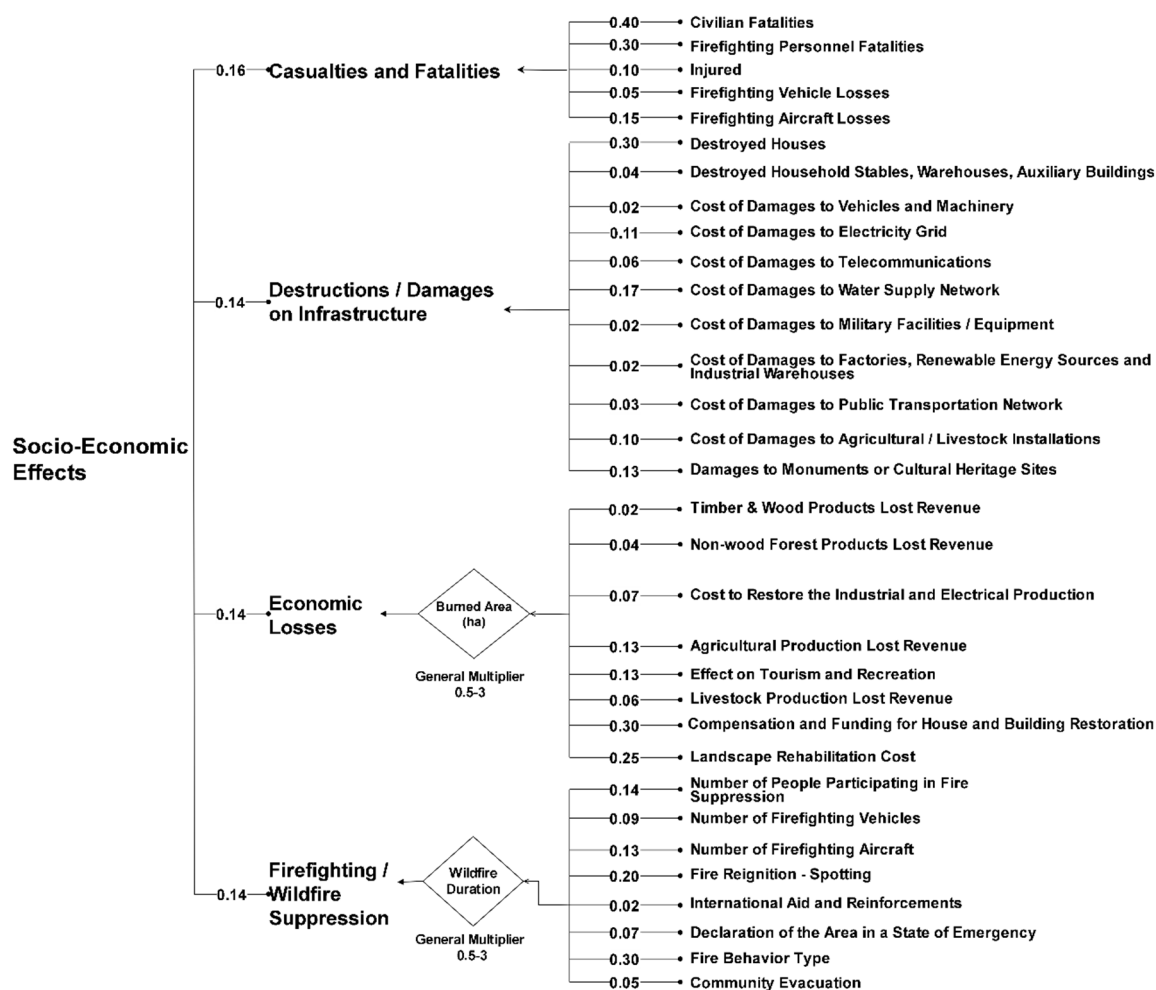 Socio-Economic
Effects
0.16 Casualties and Fatalities
0.40 Civilian Fatalities
0.30 Firefighting Personnel Fatalities
0.10 Injured
0.05 Firefighting Vehicle Losses
0.15 Firefighting Aircraft Losses
0.14 Destructions / Damages
on Infrastructure
0.30 Destroyed Houses
0.04 Destroyed Household Stables, Warehouses, Auxiliary Buildings
0.02 Cost of Damages to Vehicles and Machinery
0.11 Cost of Damages to Electricity Grid
0.06 Cost of Damages to Telecommunications
0.17 Cost of Damages to Water Supply Network
0.02 Cost of Damages to Military Facilities / Equipment
0.02 Cost of Damages to Factories, Renewable Energy Sources and
Industrial Warehouses
0.03 Cost of Damages to Public Transportation Network
0.10 Cost of Damages to Agricultural / Livestock Installations
0.13 Damages to Monuments or Cultural Heritage Sites
0.14 Economic
Losses
Burned Area
(ha)
General Multiplier
0.5-3
0.02 Timber & Wood Products Lost Revenue
0.04 Non-wood Forest Products Lost Revenue
0.07 Cost to Restore the Industrial and Electrical Production
0.13 Agricultural Production Lost Revenue
0.13 Effect on Tourism and Recreation
0.06 Livestock Production Lost Revenue
0.30 Compensation and Funding for House and Building Restoration
0.25 Landscape Rehabilitation Cost
0.14 Firefighting /
Wildfire
Suppression
Wildfire
Duration
General Multiplier
0.5-3
0.14 Number of People Participating in Fire
Suppression
0.09 Number of Firefighting Vehicles
0.13 Number of Firefighting Aircraft
0.20 Fire Reignition - Spotting
0.02 International Aid and Reinforcements
0.07 Declaration of the Area in a State of Emergency
0.30 Fire Behavior Type
0.05 Community Evacuation